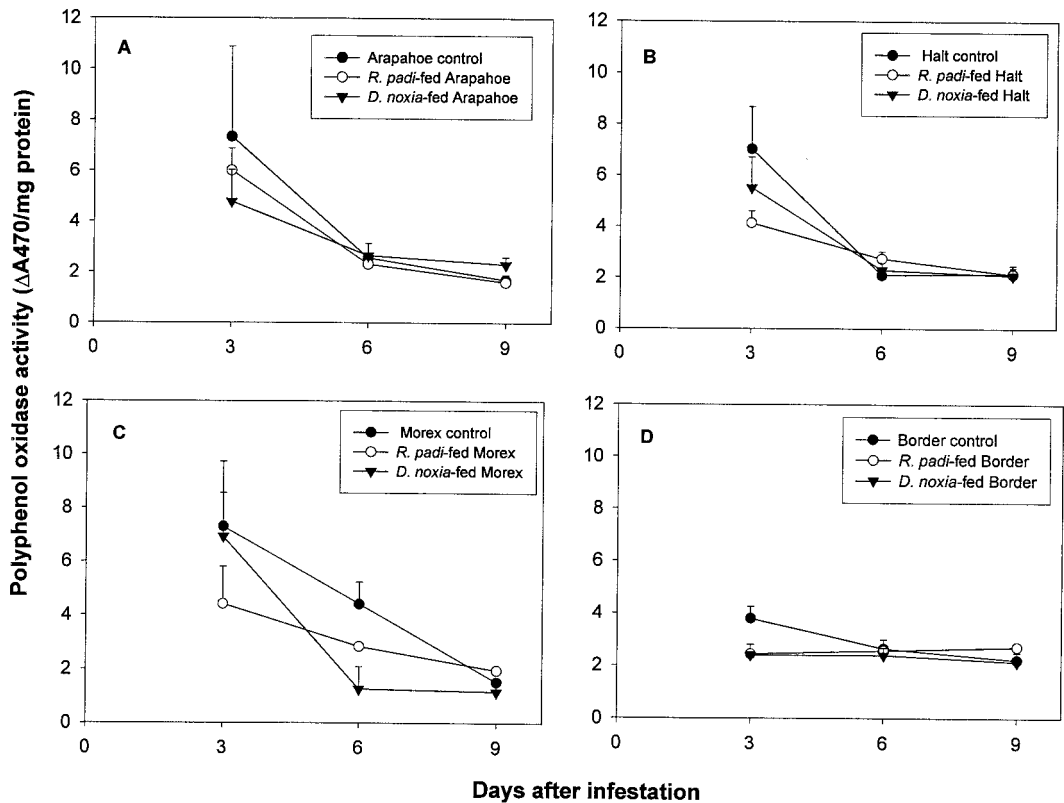 Polyphenol oxidase activity (ΔA470/mg protein)
A
Arapahoe control
R. padi-fed Arapahoe
D. noxia-fed Arapahoe
12
10
8
6
4
2
0
0 3 6 9
B
Halt control
R. padi-fed Halt
D. noxia-fed Halt
12
10
8
6
4
2
0
0 3 6 9
C
Morex control
R. padi-fed Morex
D. noxia-fed Morex
12
10
8
6
4
2
0
0 3 6 9
D
Border control
R. padi-fed Border
D. noxia-fed Border
12
10
8
6
4
2
0
0 3 6 9
Days after infestation